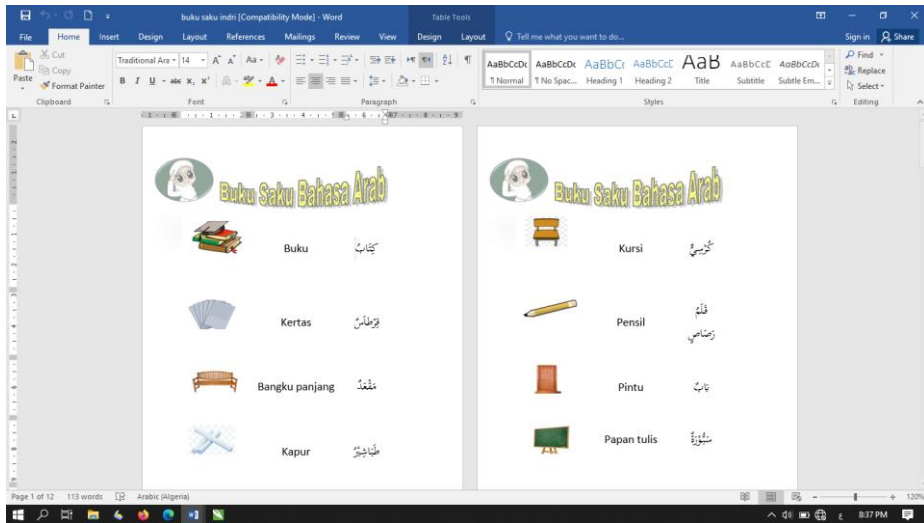 buku saku indri [Compatibility Mode] - Word
Table Tools
File Home Insert Design Layout References Mailings Review View Design Layout Tell me what you want to do... Sign in Share
Cut
Copy
Format Painter
Paste
Clipboard
Traditional Ara 14
Font
Paragraph
AaBbCcDc AaBbCcDc AaBbCc AaBbCcC AaB AaBbCcC AaBbCcDc
¶ Normal ¶ No Spac... Heading 1 Heading 2 Title Subtitle Subtle Em...
Styles
Find
Replace
Select
Editing
Buku Saku Bahasa Arab
Buku كِتَابٌ
Kertas قِرْطَاسٌ
Bangku panjang مَقْعَدٌ
Kapur طَبَاشِيْرٌ
Buku Saku Bahasa Arab
Kursi كُرْسِيٌّ
Pensil قَلَمُ
رَصَاصٍ
Pintu بَابٌ
Papan tulis سَبُّوْرَةٌ
Page 1 of 12 113 words Arabic (Algeria) 120%
8:37 PM